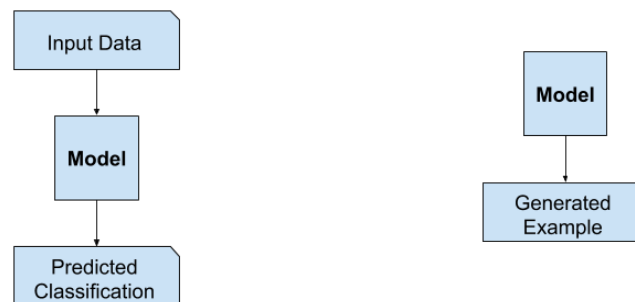 Input Data
Model
Predicted
Classification
Model
Generated
Example